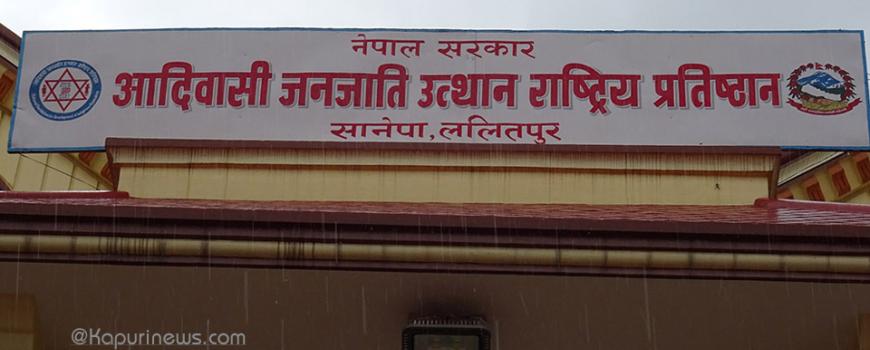 नेपाल सरकार
आदिवासी जनजाति उत्थान राष्ट्रिय प्रतिष्ठान
सानेपा, ललितपुर
@Kapurinews.com